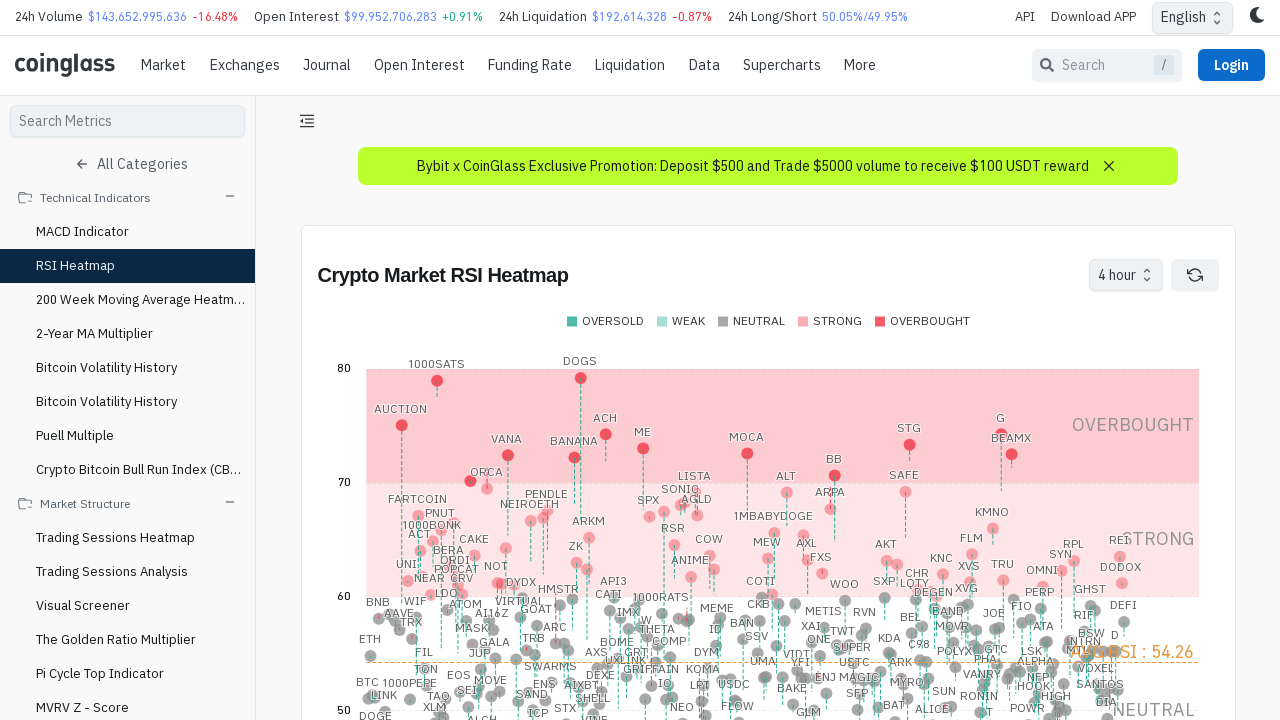 24h Volume $143,652,995,636 -16.48% Open Interest $99,952,706,283 +0.91% 24h Liquidation $192,614,328 -0.87% 24h Long/Short 50.05%/49.95% API Download APP English
coinglass Market Exchanges Journal Open Interest Funding Rate Liquidation Data Supercharts More Search / Login
Search Metrics
All Categories
Technical Indicators
MACD Indicator
RSI Heatmap
200 Week Moving Average Heatm...
2-Year MA Multiplier
Bitcoin Volatility History
Bitcoin Volatility History
Puell Multiple
Crypto Bitcoin Bull Run Index (CB...
Market Structure
Trading Sessions Heatmap
Trading Sessions Analysis
Visual Screener
The Golden Ratio Multiplier
Pi Cycle Top Indicator
MVRV Z - Score
Bybit x CoinGlass Exclusive Promotion: Deposit $500 and Trade $5000 volume to receive $100 USDT reward
Crypto Market RSI Heatmap
4 hour
OVERSOLD WEAK NEUTRAL STRONG OVERBOUGHT
80
1000SATS DOGS
AUCTION ACH G
OVERBOUGHT
VANA BANANA ME MOCA STG BEAMX
BB
70
ORCA LISTA ALT SAFE
FARTCOIN PENDLE SONIC ARPA
NEIROETH SPX AGLD
PNUT 1MBABYDOGE KMNO
1000BONK ARKM RSR
ACT CAKE COW FLM
STRONG
BERA ZK MEW AXL AKT RPL
UNI ORDI NOT ANIME FXS KNC SYN
POPCAT XVS TRU OMNI DODOX
NEAR CRV DYDX API3 COTI WOO SXP CHR
LDO HMSTR CATI LOTY XVG GHST
60
BNB WIF ATOM VIRTUAL 1000RATS CKB DEGEN PERP
AAVE AI16Z GOAT IMX MEME METIS RVN BAND JOE FIO RIF DEFI
TRX MASK ARC THETA ID BAN XAI BEL MOVR ATA
ETH GALA TRB BOME COMP SSV ONE TWT KDA C98 BSW D
FIL JUP AXS GRT DYM VIDT SUPER POLYX GTC LSK
TON SWARMS UXLINK UMA YFI USTC ARK PHA ALPHA
BTC 1000PEPE EOS MOVE DEXE KOMA ENJ MAGIC VANRY NFP
LINK SEI ENS AIXBT IO LPT USDC BAKE MYRO HOOK SANTOS
TAO SAND SHELL SFP SUN RONIN HIGH DIA
DOGE XLM ICP STX NEO FLOW GLM BAT ALICE POWR
50
NEUTRAL